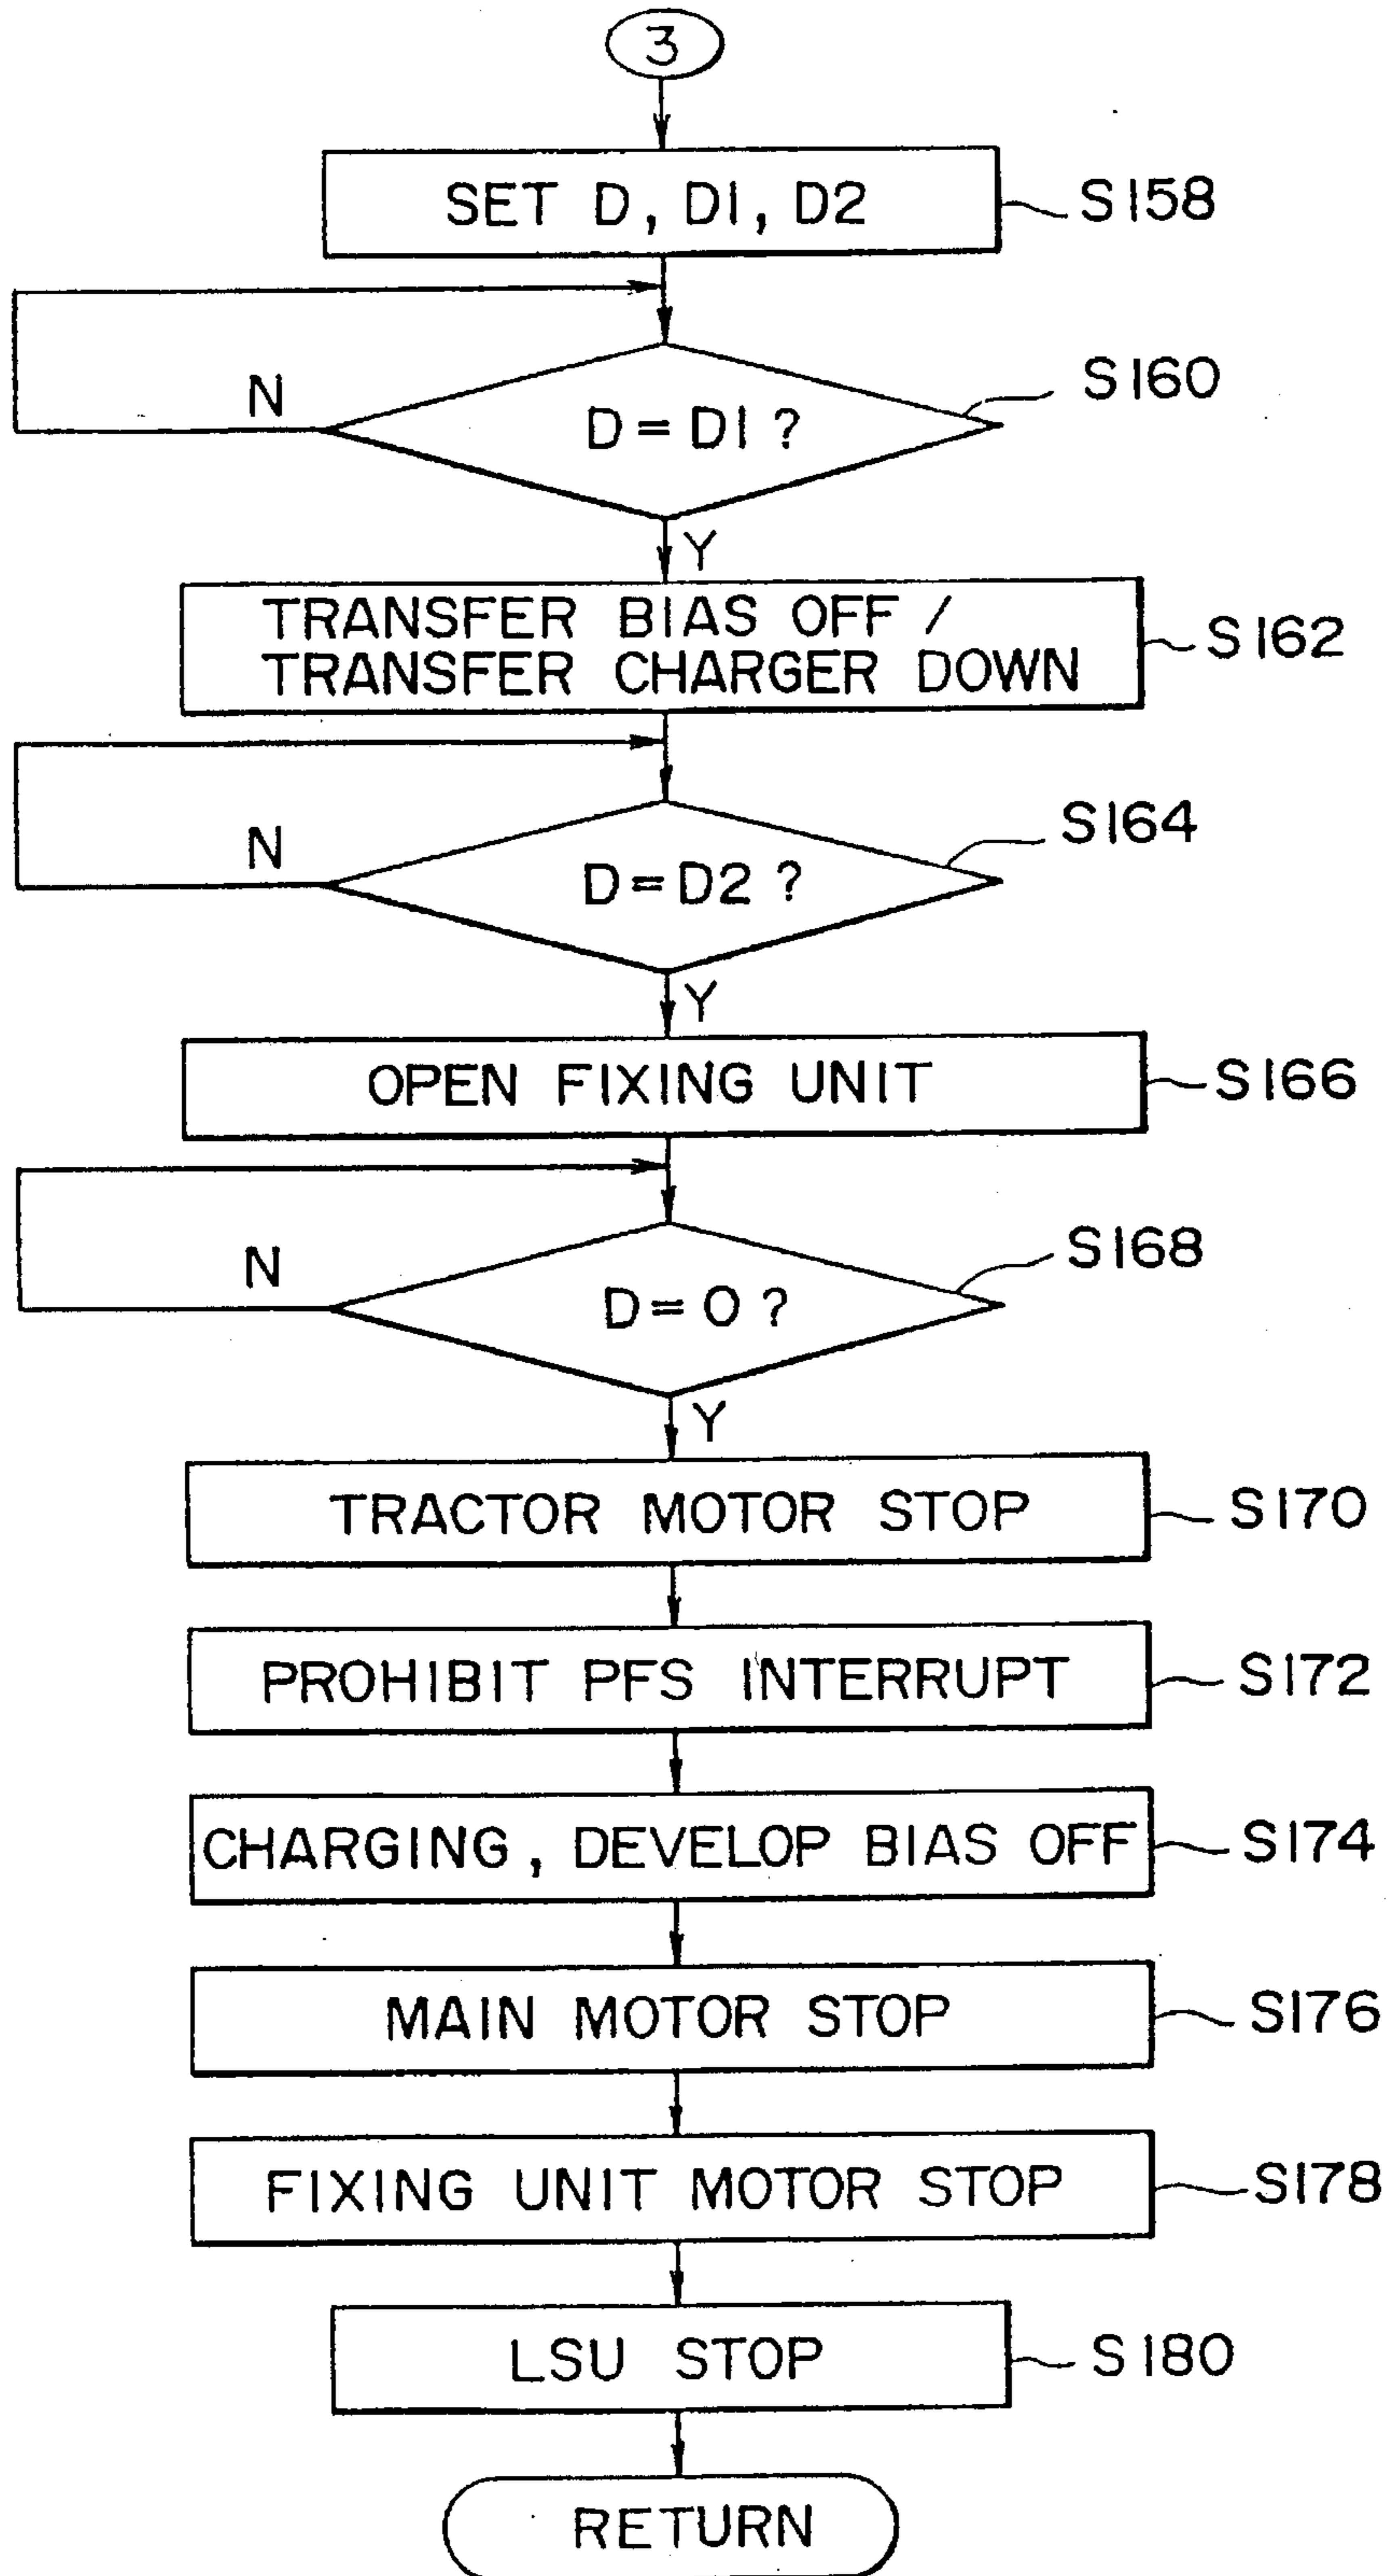 3
SET D, D1, D2
S158
N
D=D1 ?
S160
Y
TRANSFER BIAS OFF /
TRANSFER CHARGER DOWN
S162
N
D=D2 ?
S164
Y
OPEN FIXING UNIT
S166
N
D=0 ?
S168
Y
TRACTOR MOTOR STOP
S170
PROHIBIT PFS INTERRUPT
S172
CHARGING, DEVELOP BIAS OFF
S174
MAIN MOTOR STOP
S176
FIXING UNIT MOTOR STOP
S178
LSU STOP
S180
RETURN